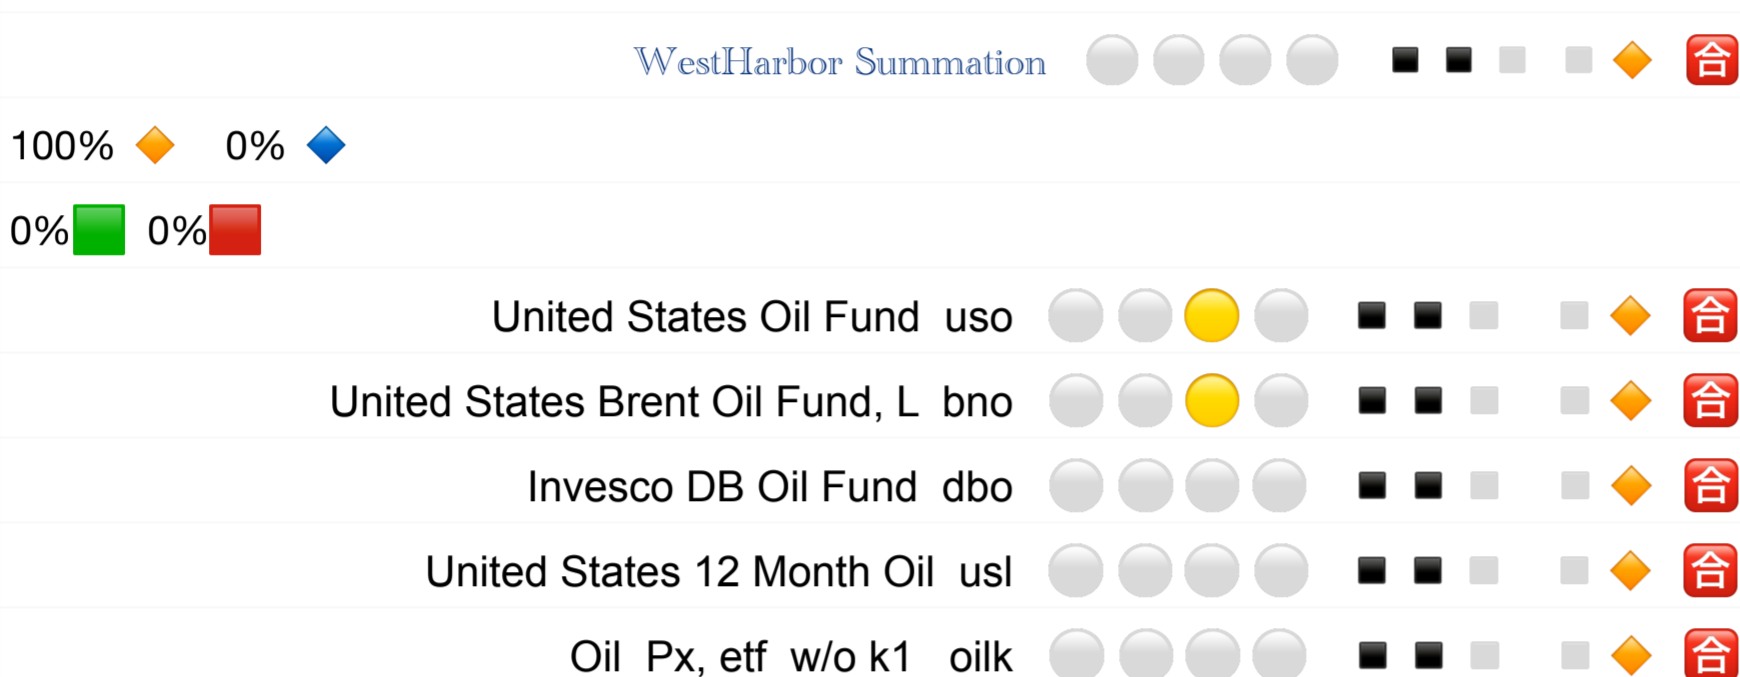 WestHarbor Summation 合
100% 0%
0% 0%
United States Oil Fund uso 合
United States Brent Oil Fund, L bno 合
Invesco DB Oil Fund dbo 合
United States 12 Month Oil usl 合
Oil Px, etf w/o k1 oilk 合